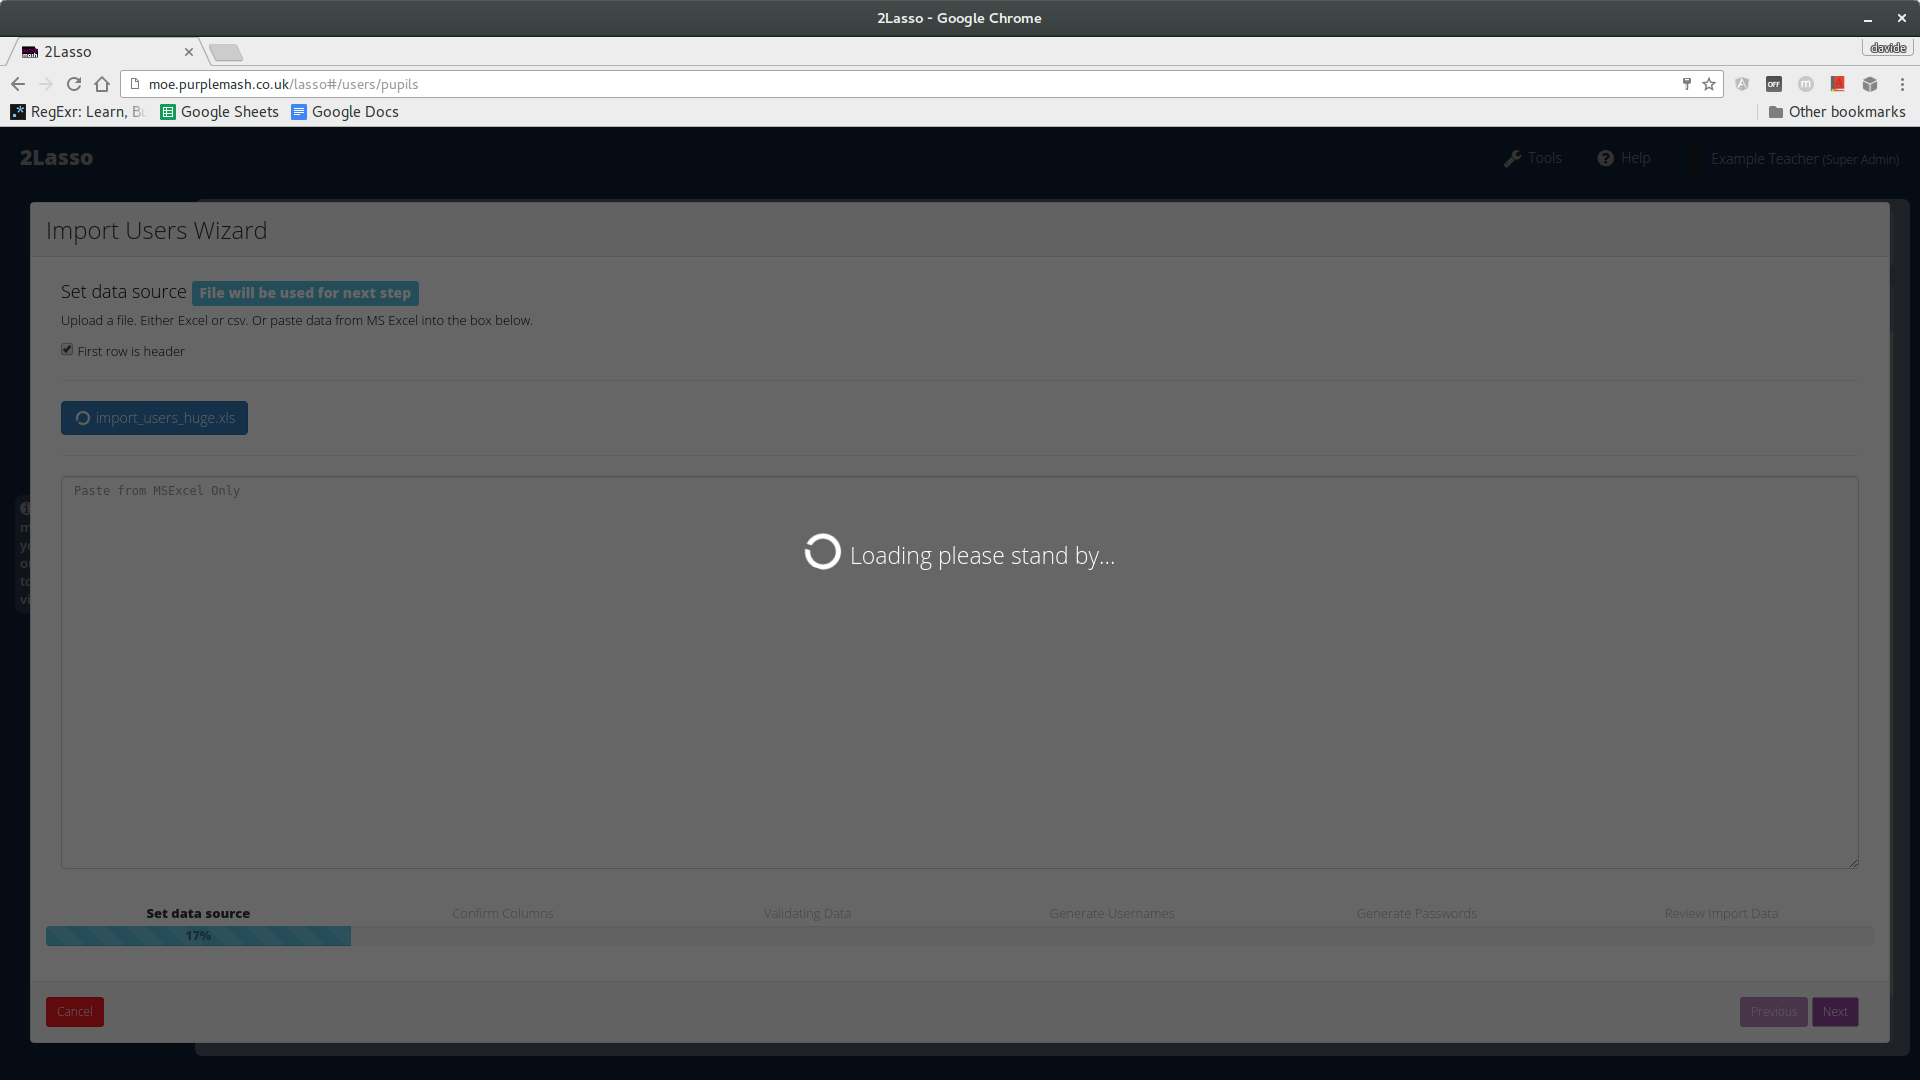 2Lasso - Google Chrome
2Lasso
davide
moe.purplemash.co.uk/lasso#/users/pupils
OFF
RegExr: Learn, Bu
Google Sheets
Google Docs
Other bookmarks
2Lasso
Tools
Help
Example Teacher (Super Admin)
Import Users Wizard
Set data source File will be used for next step
Upload a file. Either Excel or csv. Or paste data from MS Excel into the box below.
First row is header
import_users_huge.xls
Paste from MSExcel Only
Loading please stand by...
Set data source
Confirm Columns
Validating Data
Generate Usernames
Generate Passwords
Review Import Data
17%
Cancel
Previous
Next